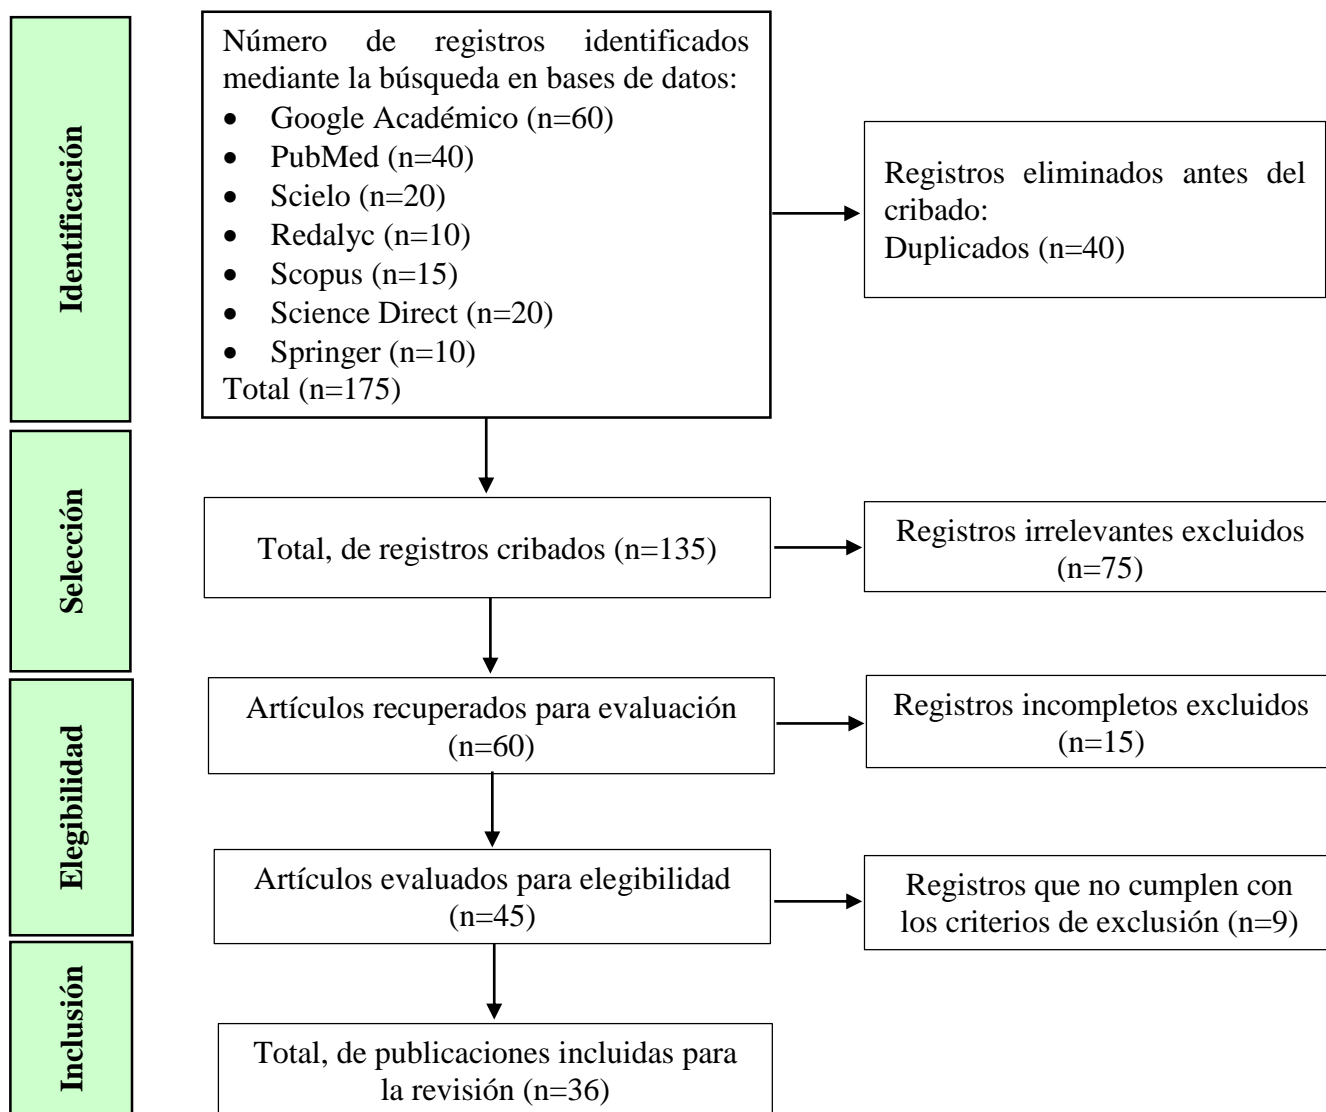 Identificación
Número de registros identificados
mediante la búsqueda en bases de datos:
• Google Académico (n=60)
• PubMed (n=40)
• Scielo (n=20)
• Redalyc (n=10)
• Scopus (n=15)
• Science Direct (n=20)
• Springer (n=10)
Total (n=175)
Registros eliminados antes del
cribado:
Duplicados (n=40)
Selección
Total, de registros cribados (n=135)
Registros irrelevantes excluidos
(n=75)
Elegibilidad
Artículos recuperados para evaluación
(n=60)
Registros incompletos excluidos
(n=15)
Artículos evaluados para elegibilidad
(n=45)
Registros que no cumplen con
los criterios de exclusión (n=9)
Inclusión
Total, de publicaciones incluidas para
la revisión (n=36)